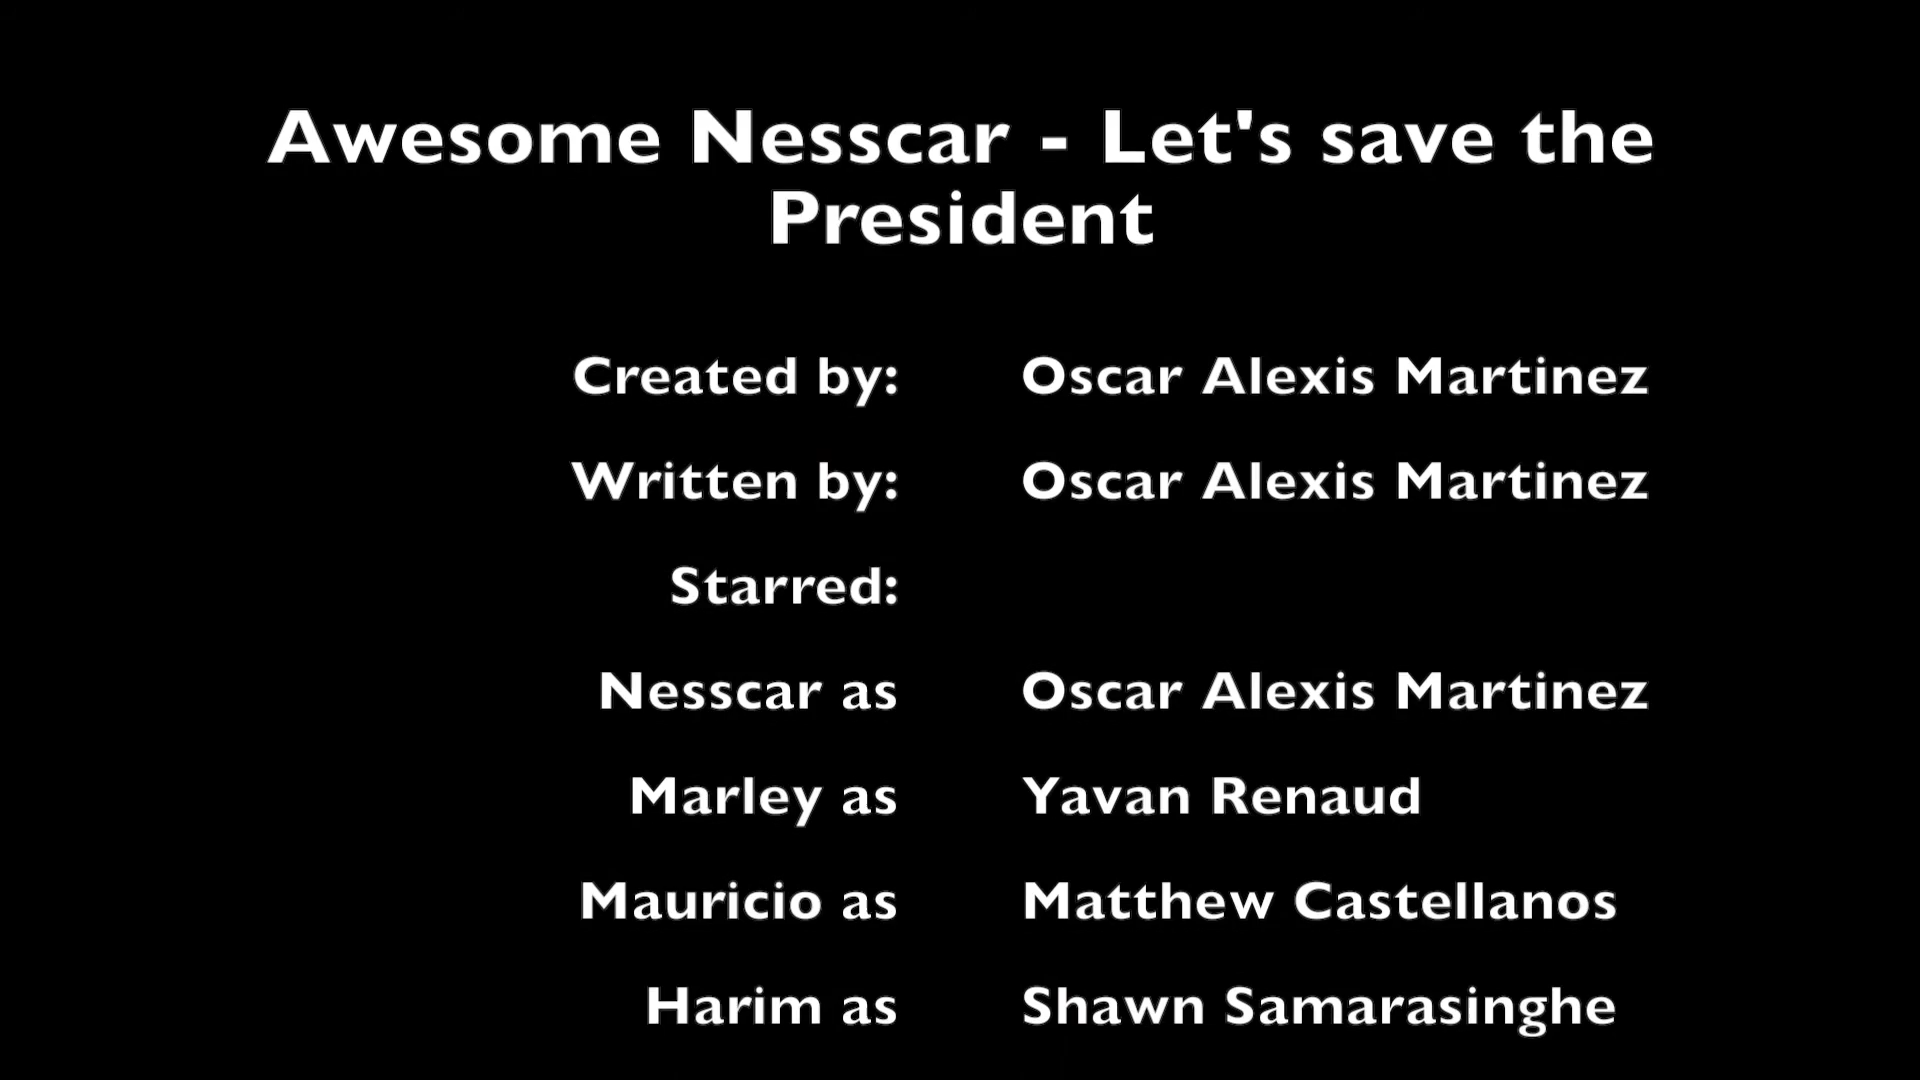 Awesome Nesscar - Let's save the
President
Created by: Oscar Alexis Martinez
Written by: Oscar Alexis Martinez
Starred:
Nesscar as Oscar Alexis Martinez
Marley as Yavan Renaud
Mauricio as Matthew Castellanos
Harim as Shawn Samarasinghe